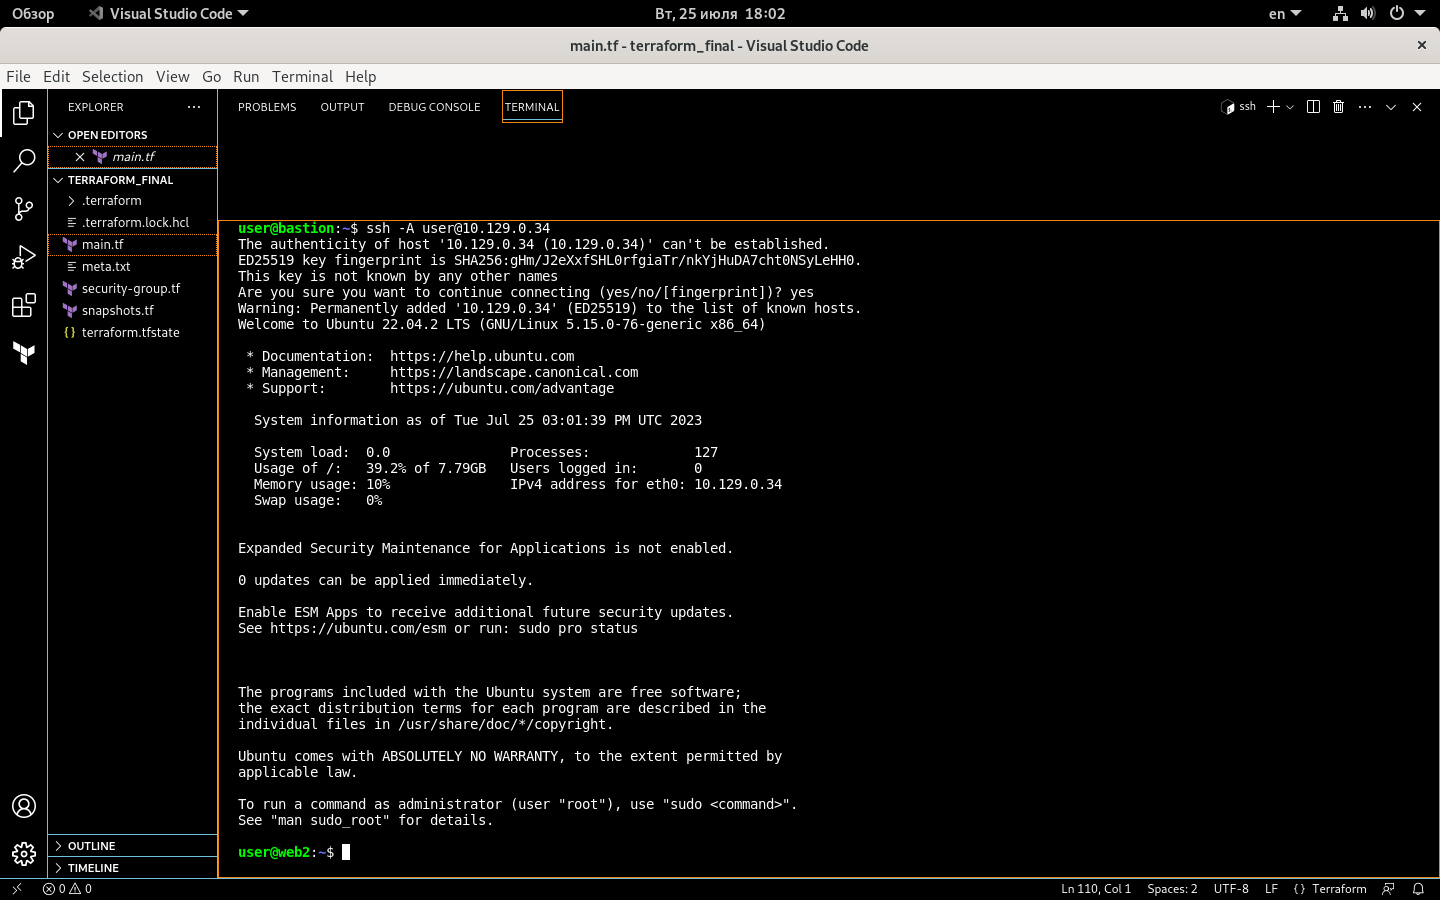 Обзор
Visual Studio Code
Вт, 25 июля 18:02
en
main.tf - terraform_final - Visual Studio Code
File Edit Selection View Go Run Terminal Help
EXPLORER
OPEN EDITORS
main.tf
TERRAFORM_FINAL
.terraform
.terraform.lock.hcl
main.tf
meta.txt
security-group.tf
snapshots.tf
{} terraform.tfstate
OUTLINE
TIMELINE
PROBLEMS OUTPUT DEBUG CONSOLE TERMINAL
ssh
user@bastion:~$ ssh -A user@10.129.0.34
The authenticity of host '10.129.0.34 (10.129.0.34)' can't be established.
ED25519 key fingerprint is SHA256:gHm/J2eXxfSHL0rfgiaTr/nkYjHuDA7cht0NSyLeHH0.
This key is not known by any other names
Are you sure you want to continue connecting (yes/no/[fingerprint])? yes
Warning: Permanently added '10.129.0.34' (ED25519) to the list of known hosts.
Welcome to Ubuntu 22.04.2 LTS (GNU/Linux 5.15.0-76-generic x86_64)
* Documentation: https://help.ubuntu.com
* Management: https://landscape.canonical.com
* Support: https://ubuntu.com/advantage
System information as of Tue Jul 25 03:01:39 PM UTC 2023
System load: 0.0 Processes: 127
Usage of /: 39.2% of 7.79GB Users logged in: 0
Memory usage: 10% IPv4 address for eth0: 10.129.0.34
Swap usage: 0%
Expanded Security Maintenance for Applications is not enabled.
0 updates can be applied immediately.
Enable ESM Apps to receive additional future security updates.
See https://ubuntu.com/esm or run: sudo pro status
The programs included with the Ubuntu system are free software;
the exact distribution terms for each program are described in the
individual files in /usr/share/doc/*/copyright.
Ubuntu comes with ABSOLUTELY NO WARRANTY, to the extent permitted by
applicable law.
To run a command as administrator (user "root"), use "sudo <command>".
See "man sudo_root" for details.
user@web2:~$
0 0
Ln 110, Col 1 Spaces: 2 UTF-8 LF {} Terraform